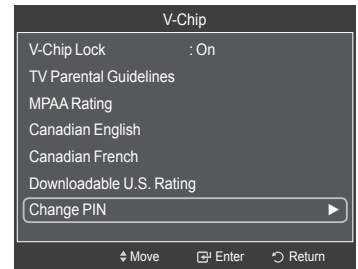 V-Chip
V-Chip Lock : On
TV Parental Guidelines
MPAA Rating
Canadian English
Canadian French
Downloadable U.S. Rating
Change PIN
Move Enter Return